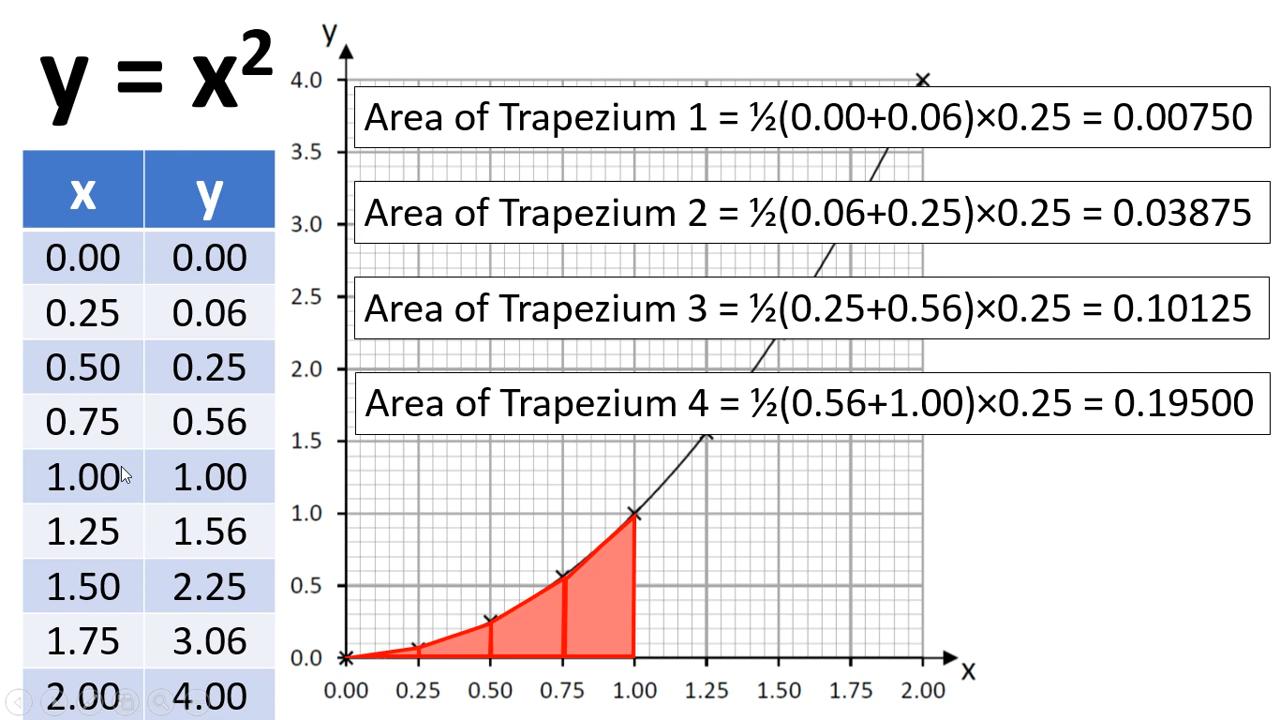 y = x²
x y
0.00 0.00
0.25 0.06
0.50 0.25
0.75 0.56
1.00 1.00
1.25 1.56
1.50 2.25
1.75 3.06
2.00 4.00
y
4.0
3.5
3.0
2.5
2.0
1.5
1.0
0.5
0.0
0.00 0.25 0.50 0.75 1.00 1.25 1.50 1.75 2.00
x
Area of Trapezium 1 = ½(0.00+0.06)×0.25 = 0.00750
Area of Trapezium 2 = ½(0.06+0.25)×0.25 = 0.03875
Area of Trapezium 3 = ½(0.25+0.56)×0.25 = 0.10125
Area of Trapezium 4 = ½(0.56+1.00)×0.25 = 0.19500